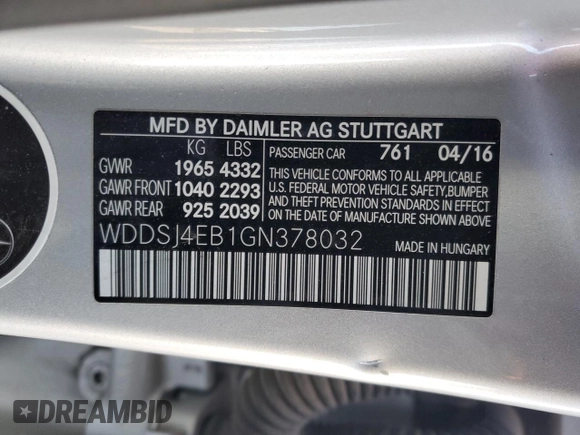 MFD BY DAIMLER AG STUTTGART
KG LBS PASSENGER CAR 761 04/16
GVWR 1965 4332
GAWR FRONT 1040 2293
GAWR REAR 925 2039
THIS VEHICLE CONFORMS TO ALL APPLICABLE
U.S. FEDERAL MOTOR VEHICLE SAFETY, BUMPER
AND THEFT PREVENTION STANDARDS IN EFFECT
ON THE DATE OF MANUFACTURE SHOWN ABOVE.
WDDSJ4EB1GN378032 MADE IN HUNGARY
DREAMBID